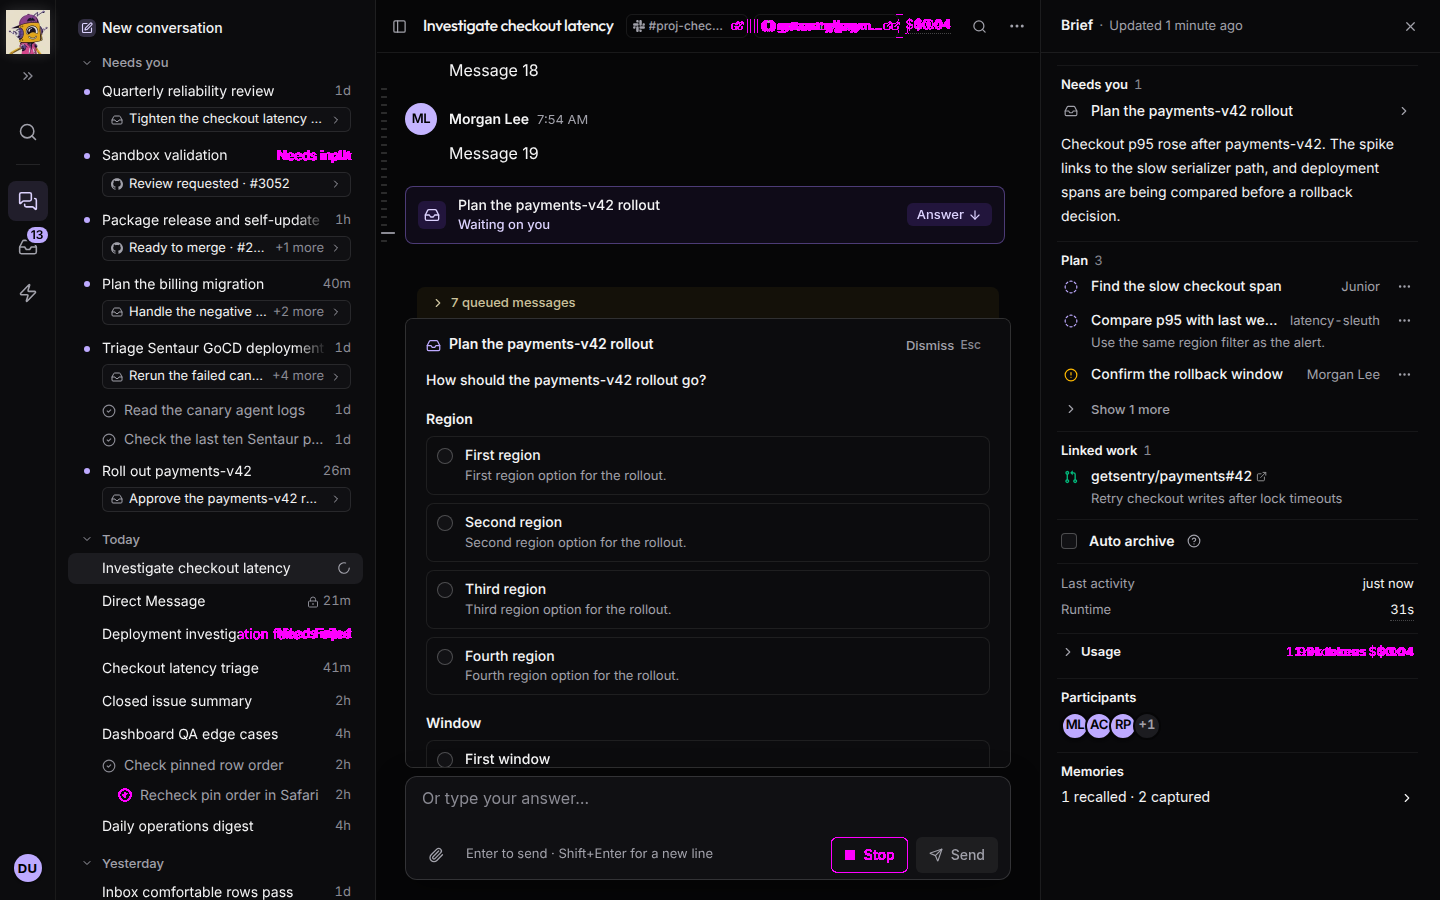 New conversation
Needs you
Quarterly reliability review 1d
Tighten the checkout latency ...
Sandbox validation
Review requested · #3052
Package release and self-update 1h
Ready to merge · #2... +1 more
Plan the billing migration 40m
Handle the negative ... +2 more
Triage Sentaur GoCD deployment 1d
Rerun the failed can... +4 more
Read the canary agent logs 1d
Check the last ten Sentaur p... 1d
Roll out payments-v42 26m
Approve the payments-v42 r...
Today
Investigate checkout latency
Direct Message 21m
Deployment investigation
Checkout latency triage 41m
Closed issue summary 2h
Dashboard QA edge cases 4h
Check pinned row order 2h
Recheck pin order in Safari 2h
Daily operations digest 4h
Yesterday
Inbox comfortable rows pass 1d
13
DU
Investigate checkout latency #proj-chec...
Message 18
ML Morgan Lee 7:54 AM
Message 19
Plan the payments-v42 rollout
Waiting on you
Answer ↓
7 queued messages
Plan the payments-v42 rollout Dismiss Esc
How should the payments-v42 rollout go?
Region
First region
First region option for the rollout.
Second region
Second region option for the rollout.
Third region
Third region option for the rollout.
Fourth region
Fourth region option for the rollout.
Window
First window
Or type your answer...
Enter to send · Shift+Enter for a new line
Stop
Send
Brief · Updated 1 minute ago
Needs you 1
Plan the payments-v42 rollout
Checkout p95 rose after payments-v42. The spike
links to the slow serializer path, and deployment
spans are being compared before a rollback
decision.
Plan 3
Find the slow checkout span Junior
Compare p95 with last we... latency-sleuth
Use the same region filter as the alert.
Confirm the rollback window Morgan Lee
Show 1 more
Linked work 1
getsentry/payments#42
Retry checkout writes after lock timeouts
Auto archive
Last activity just now
Runtime 31s
Usage
Participants
ML AC RP +1
Memories
1 recalled · 2 captured